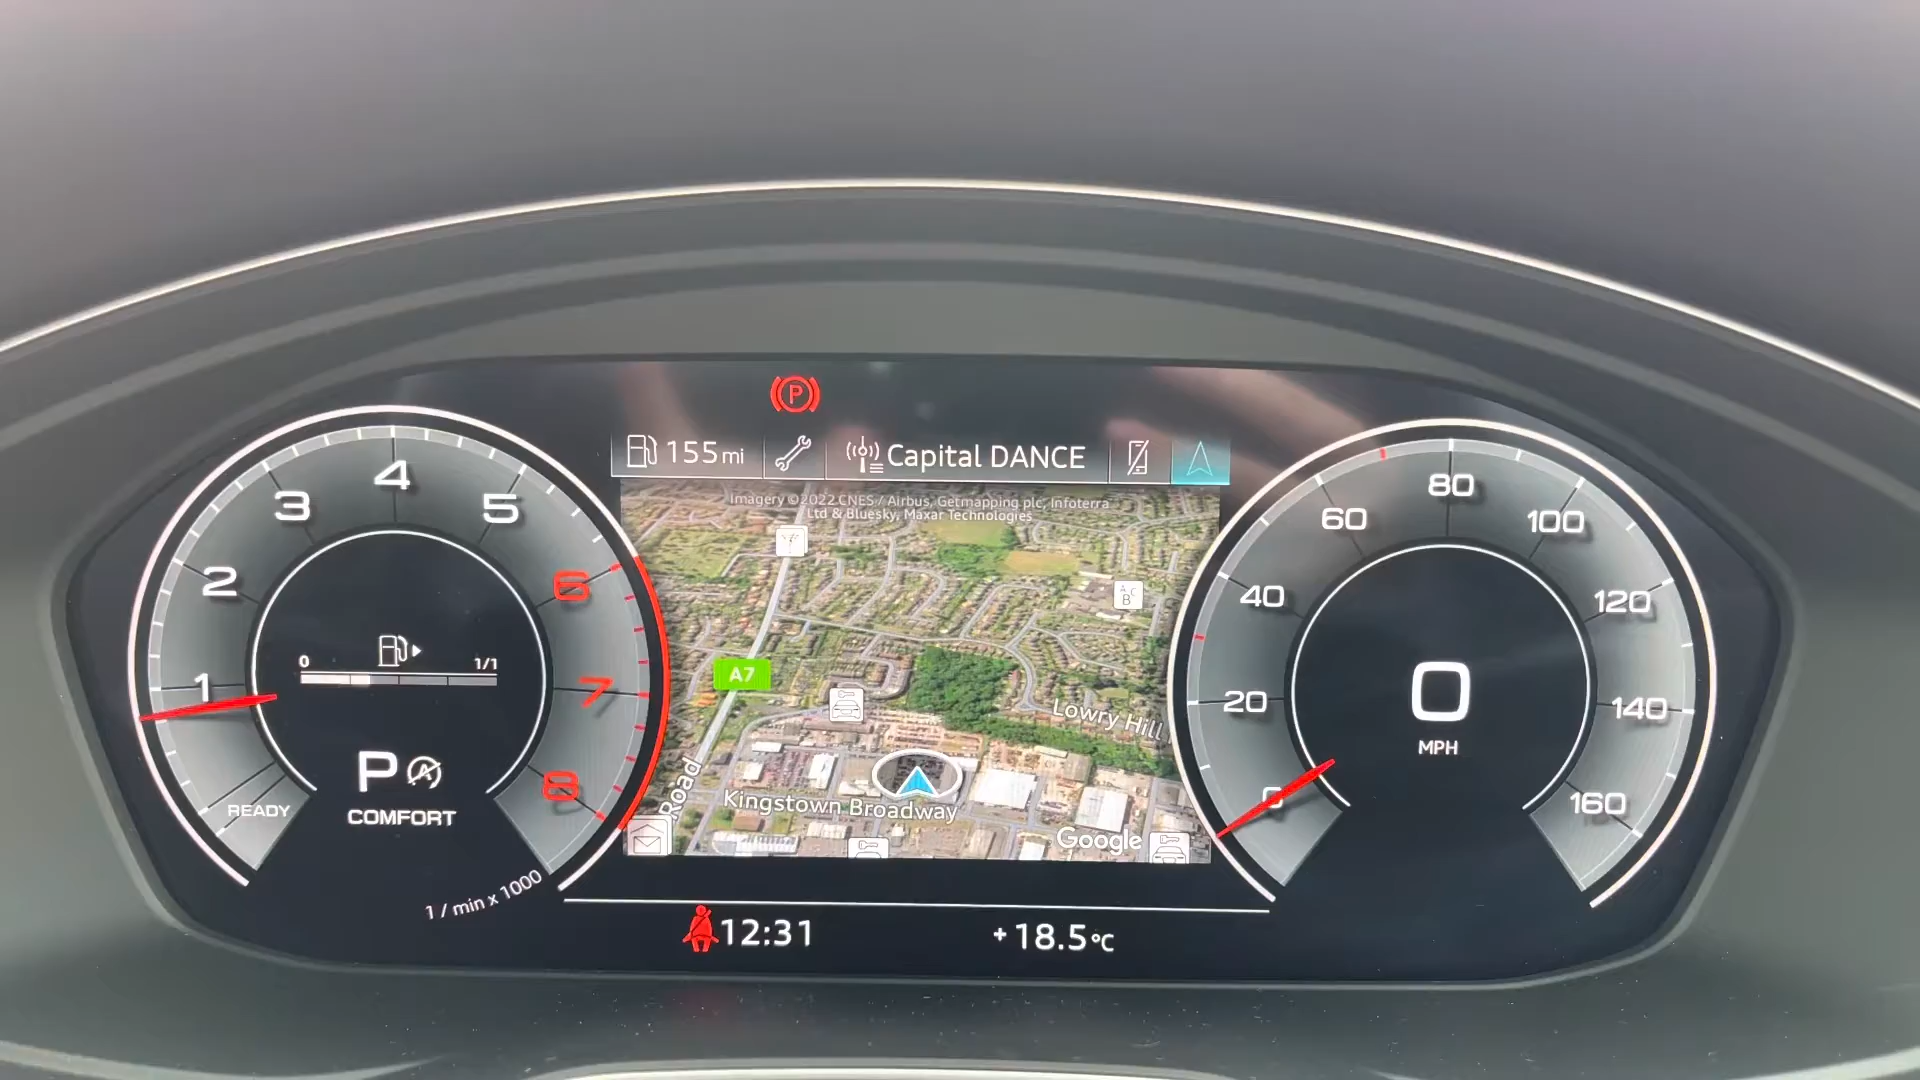 P
155 mi
Capital DANCE
Imagery ©2022 CNES / Airbus, Getmapping plc, Infoterra
Ltd & Bluesky, Maxar Technologies
A7
Lowry Hill
Road
Kingstown Broadway
Google
A C
B
1
2
3
4
5
6
7
8
READY
0
1/1
P
A
COMFORT
1 / min x 1000
0
20
40
60
80
100
120
140
160
0
MPH
12:31
+18.5°C